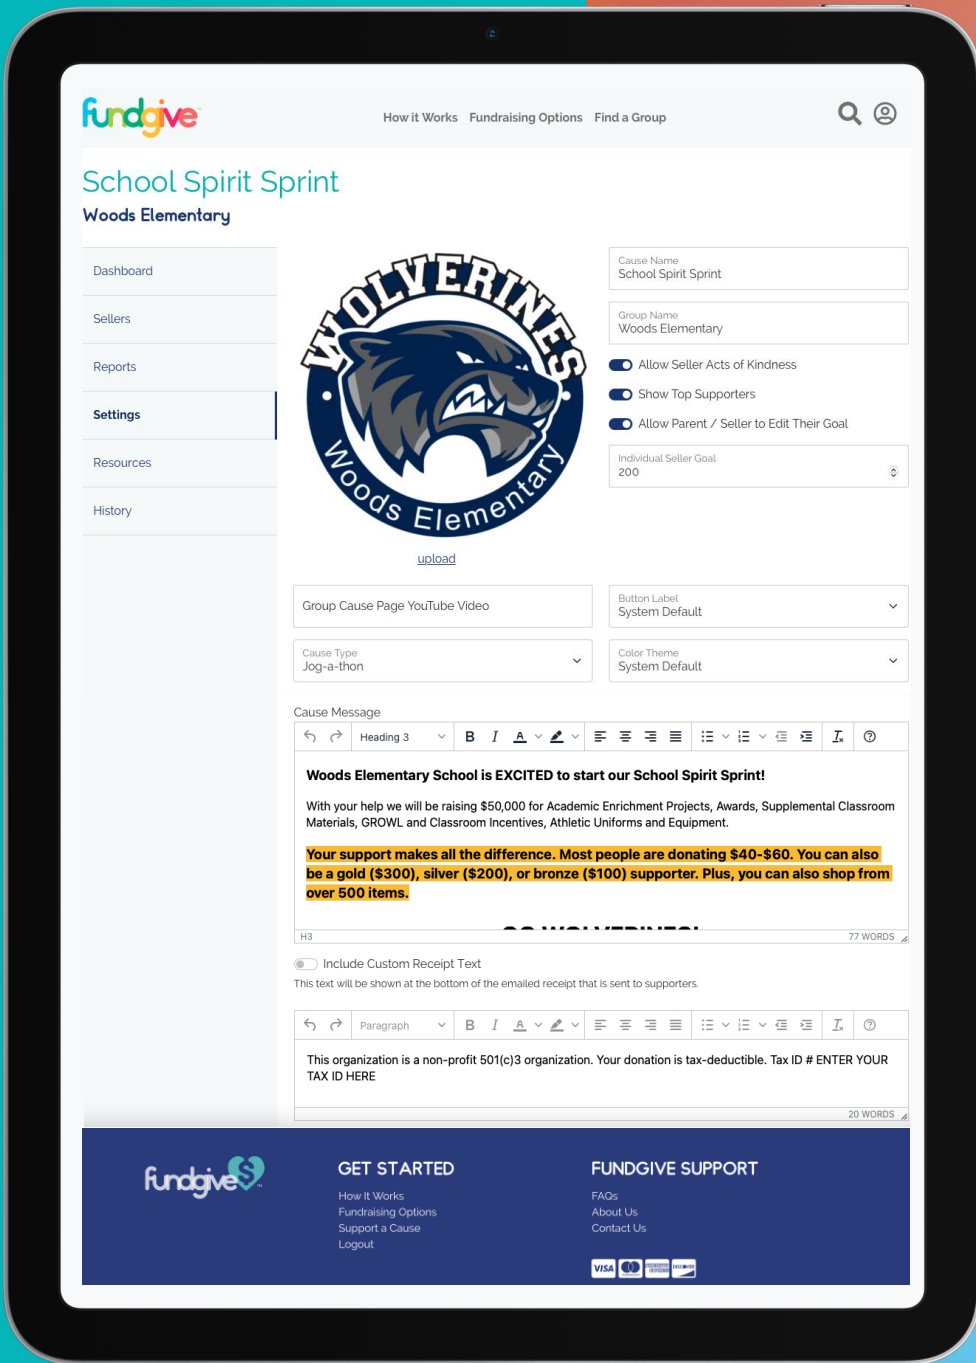 fundgive
How it Works Fundraising Options Find a Group
School Spirit Sprint
Woods Elementary
Dashboard
Sellers
Reports
Settings
Resources
History
WOLVERINES
Woods Elementary
upload
Cause Name
School Spirit Sprint
Group Name
Woods Elementary
Allow Seller Acts of Kindness
Show Top Supporters
Allow Parent / Seller to Edit Their Goal
Individual Seller Goal
200
Group Cause Page YouTube Video
Button Label
System Default
Cause Type
Jog-a-thon
Color Theme
System Default
Cause Message
Heading 3 B I A
Woods Elementary School is EXCITED to start our School Spirit Sprint!
With your help we will be raising $50,000 for Academic Enrichment Projects, Awards, Supplemental Classroom
Materials, GROWL and Classroom Incentives, Athletic Uniforms and Equipment.
Your support makes all the difference. Most people are donating $40-$60. You can also
be a gold ($300), silver ($200), or bronze ($100) supporter. Plus, you can also shop from
over 500 items.
GO WOLVERINES!
H3 77 WORDS
Include Custom Receipt Text
This text will be shown at the bottom of the emailed receipt that is sent to supporters.
Paragraph B I A
This organization is a non-profit 501(c)3 organization. Your donation is tax-deductible. Tax ID # ENTER YOUR
TAX ID HERE
20 WORDS
fundgive
GET STARTED
How It Works
Fundraising Options
Support a Cause
Logout
FUNDGIVE SUPPORT
FAQs
About Us
Contact Us
VISA
DISCOVER